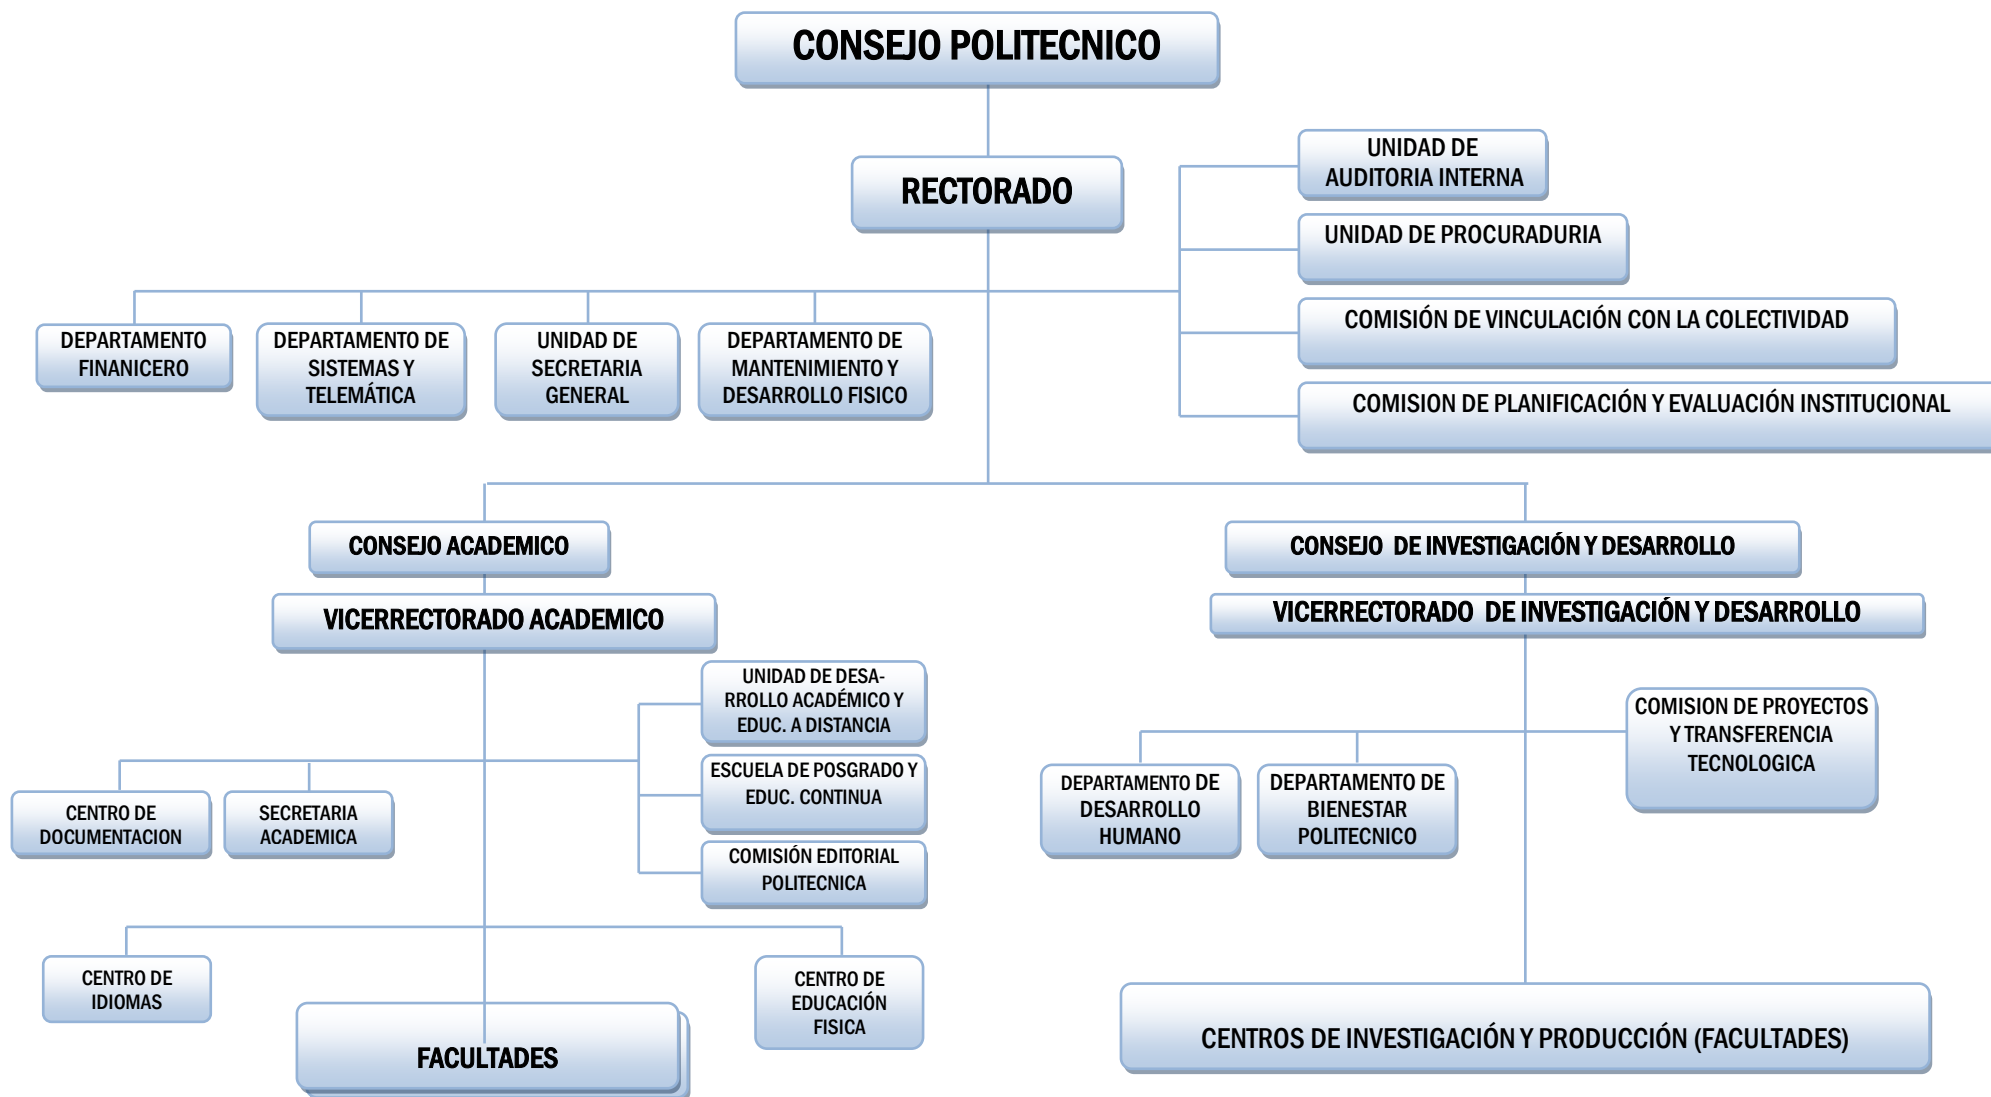 CONSEJO POLITECNICO
RECTORADO
UNIDAD DE
AUDITORIA INTERNA
UNIDAD DE PROCURADURIA
COMISIÓN DE VINCULACIÓN CON LA COLECTIVIDAD
COMISION DE PLANIFICACIÓN Y EVALUACIÓN INSTITUCIONAL
DEPARTAMENTO
FINANICERO
DEPARTAMENTO DE
SISTEMAS Y
TELEMÁTICA
UNIDAD DE
SECRETARIA
GENERAL
DEPARTAMENTO DE
MANTENIMIENTO Y
DESARROLLO FISICO
CONSEJO ACADEMICO
VICERRECTORADO ACADEMICO
UNIDAD DE DESA-
RROLLO ACADÉMICO Y
EDUC. A DISTANCIA
ESCUELA DE POSGRADO Y
EDUC. CONTINUA
COMISIÓN EDITORIAL
POLITECNICA
CENTRO DE
DOCUMENTACION
SECRETARIA
ACADEMICA
CENTRO DE
IDIOMAS
CENTRO DE
EDUCACIÓN
FISICA
FACULTADES
CONSEJO DE INVESTIGACIÓN Y DESARROLLO
VICERRECTORADO DE INVESTIGACIÓN Y DESARROLLO
COMISION DE PROYECTOS
Y TRANSFERENCIA
TECNOLOGICA
DEPARTAMENTO DE
DESARROLLO
HUMANO
DEPARTAMENTO DE
BIENESTAR
POLITECNICO
CENTROS DE INVESTIGACIÓN Y PRODUCCIÓN (FACULTADES)